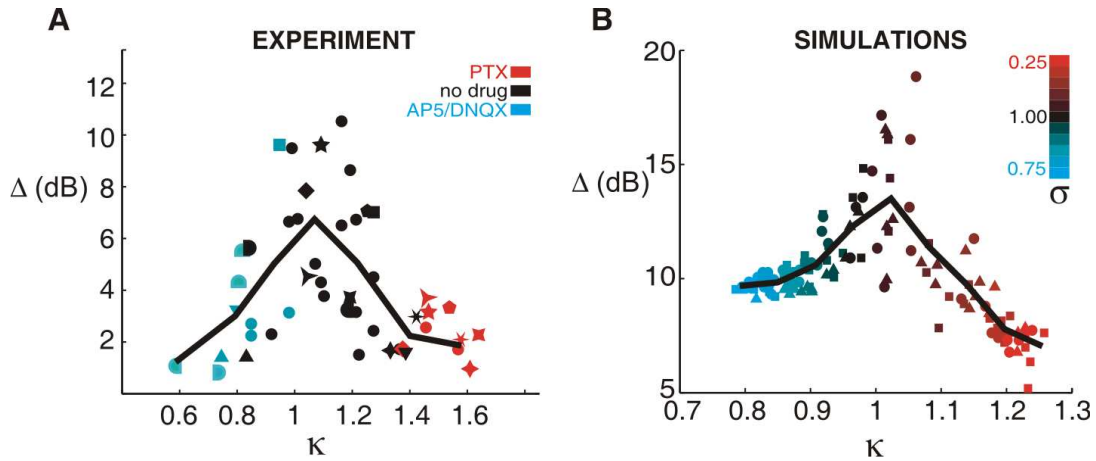 A
EXPERIMENT
PTX
no drug
AP5/DNQX
12
10
8
6
4
2
Δ (dB)
0.6
0.8
1
1.2
1.4
1.6
κ
B
SIMULATIONS
20
15
10
5
Δ (dB)
0.25
1.00
0.75
σ
0.7
0.8
0.9
1
1.1
1.2
1.3
κ